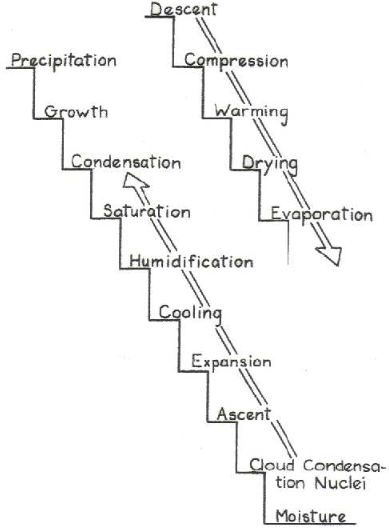 Descent
Compression
Warming
Drying
Evaporation
Precipitation
Growth
Condensation
Saturation
Humidification
Cooling
Expansion
Ascent
Cloud Condensa-
tion Nuclei
Moisture